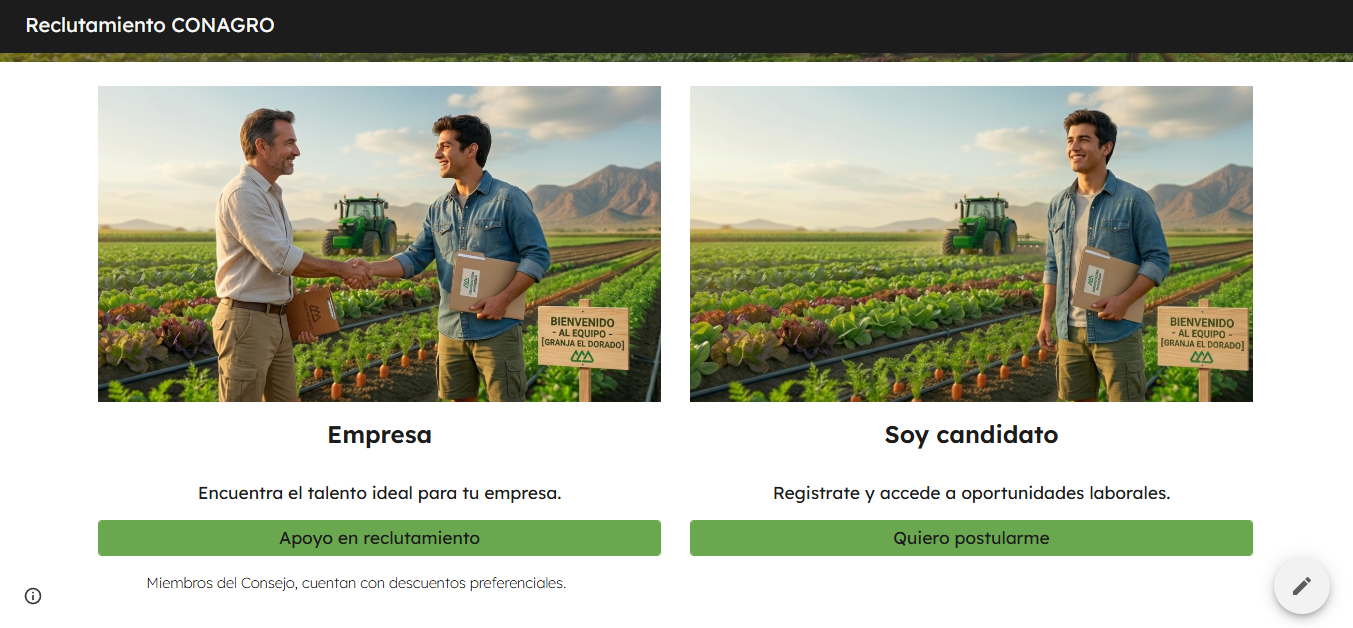 Reclutamiento CONAGRO
BIENVENIDO
- AL EQUIPO -
[GRANJA EL DORADO]
BIENVENIDO
- AL EQUIPO -
[GRANJA EL DORADO]
Empresa
Soy candidato
Encuentra el talento ideal para tu empresa.
Registrate y accede a oportunidades laborales.
Apoyo en reclutamiento
Quiero postularme
Miembros del Consejo, cuentan con descuentos preferenciales.